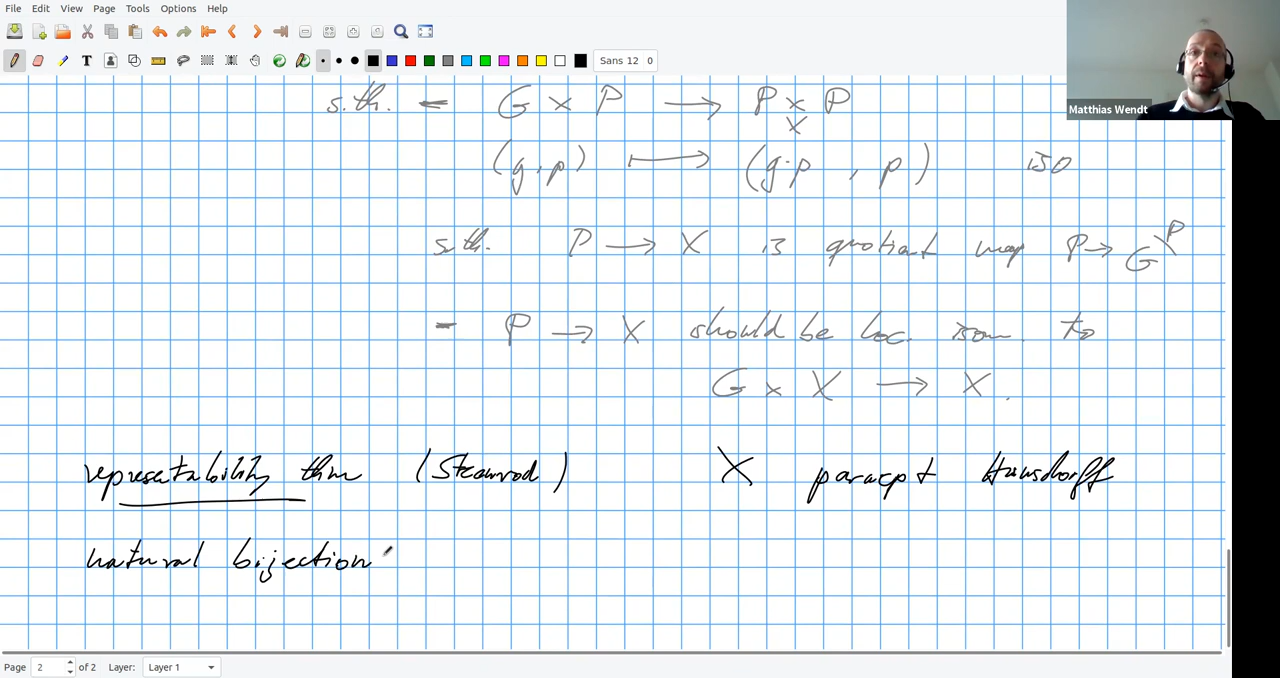 File Edit View Page Tools Options Help
Sans 12 0
Matthias Wendt
s.th. - G × P → P × P
X
(g,p) ↦ (g·p, p) iso
s.th. P → X is quotient map P → G\P
- P → X should be loc. isom. to
G × X → X.
representability thm (Steenrod) X paracpt Hausdorff
natural bijection
Page 2 of 2 Layer: Layer 1